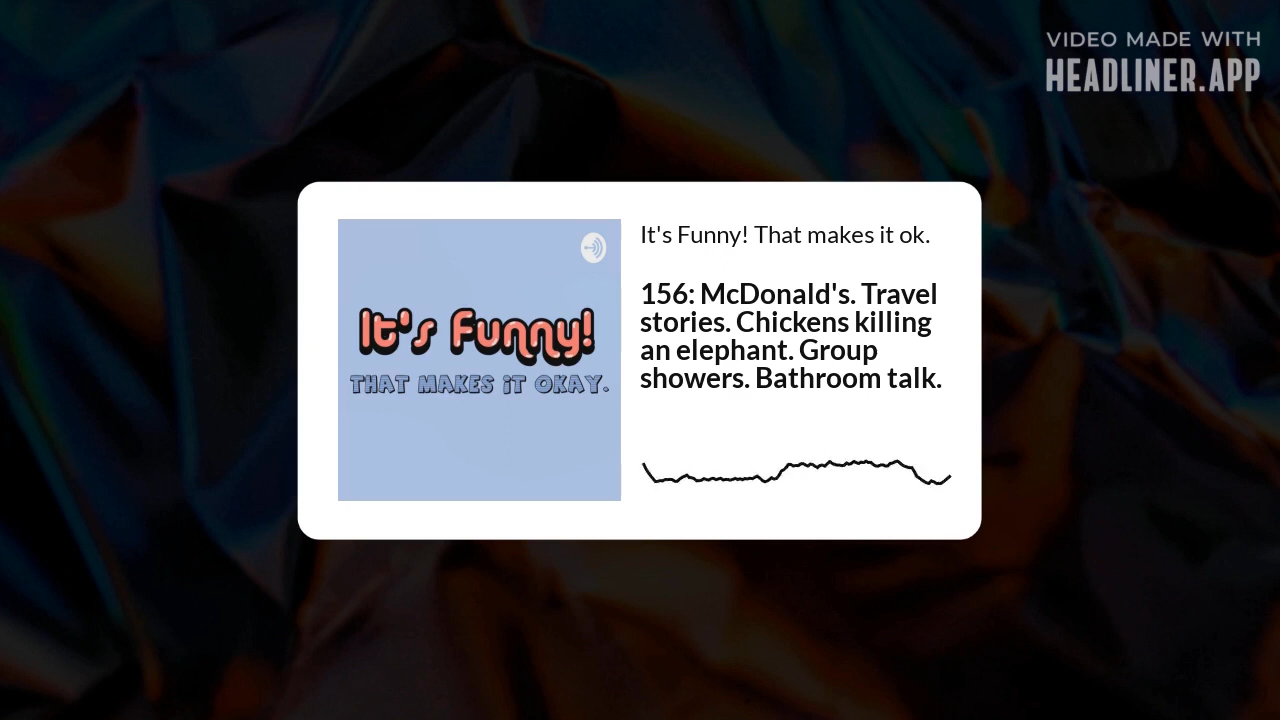 VIDEO MADE WITH
HEADLINER.APP
It's Funny!
THAT MAKES iT OKAY.
It's Funny! That makes it ok.
156: McDonald's. Travel
stories. Chickens killing
an elephant. Group
showers. Bathroom talk.